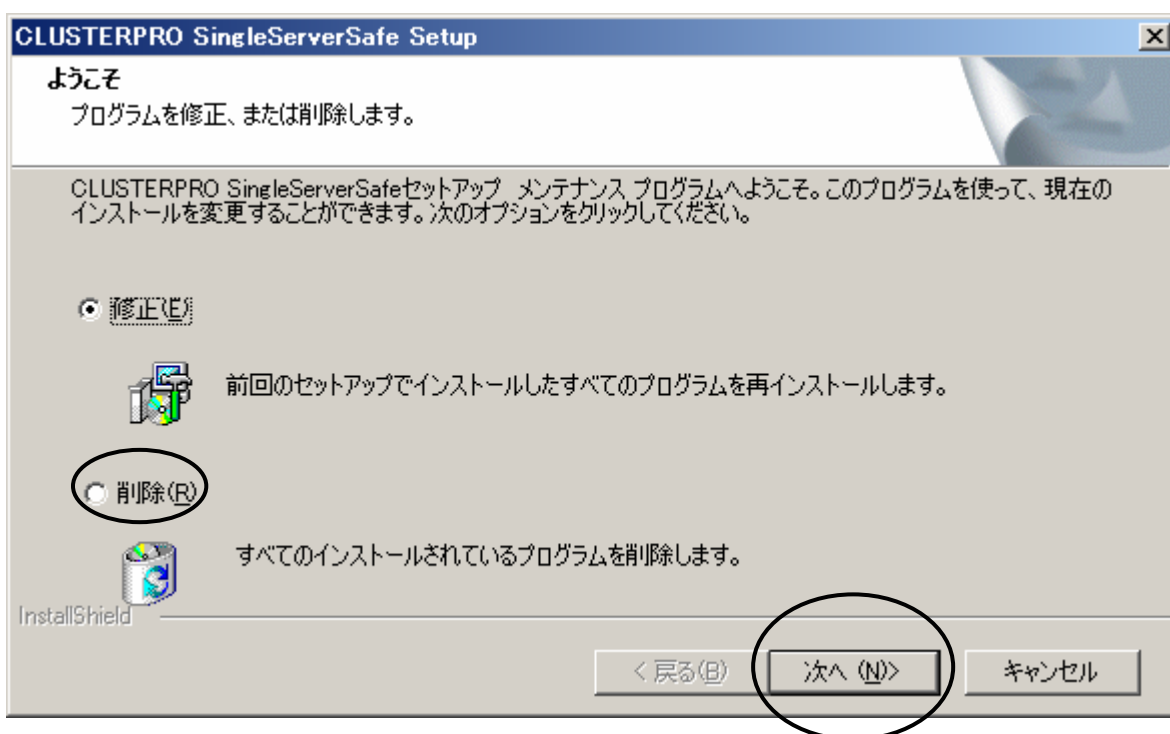 CLUSTERPRO SingleServerSafe Setup
ようこそ
プログラムを修正、または削除します。
CLUSTERPRO SingleServerSafeセットアップ メンテナンス プログラムへようこそ。このプログラムを使って、現在の
インストールを変更することができます。次のオプションをクリックしてください。
修正(E)
前回のセットアップでインストールしたすべてのプログラムを再インストールします。
削除(R)
すべてのインストールされているプログラムを削除します。
InstallShield
< 戻る(B) 次へ (N)> キャンセル